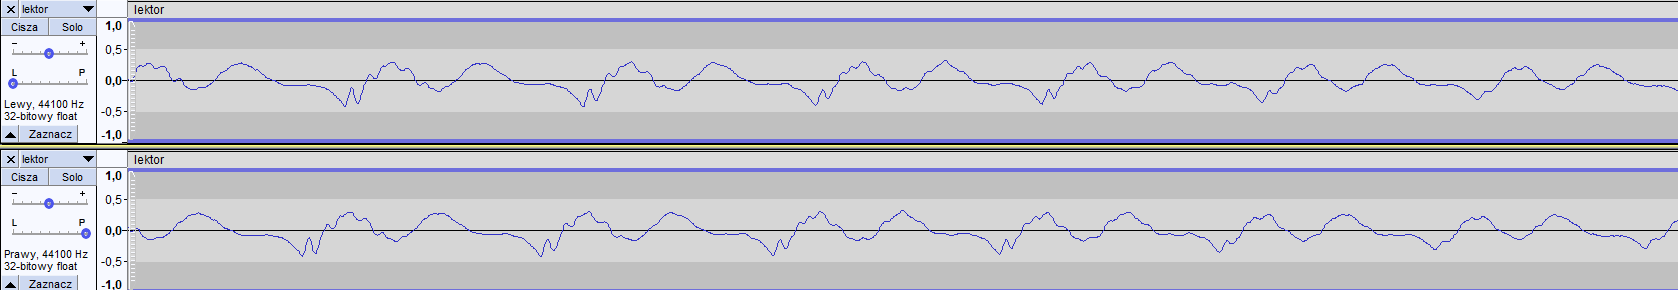 lektor
lektor
Cisza Solo
- +
L P
Lewy, 44100 Hz
32-bitowy float
Zaznacz
1,0
0,5
0,0
-0,5
-1,0
lektor
lektor
Cisza Solo
- +
L P
Prawy, 44100 Hz
32-bitowy float
Zaznacz
1,0
0,5
0,0
-0,5
-1,0